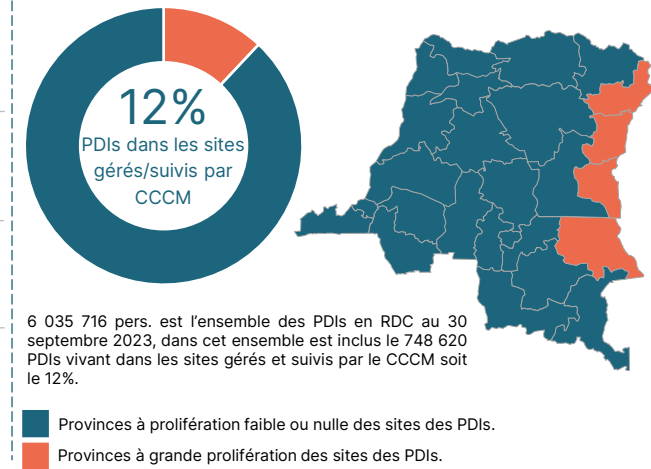 12%
PDIs dans les sites
gérés/suivis par
CCCM
6 035 716 pers. est l’ensemble des PDIs en RDC au 30
septembre 2023, dans cet ensemble est inclus le 748 620
PDIs vivant dans les sites gérés et suivis par le CCCM soit
le 12%.
Provinces à prolifération faible ou nulle des sites des PDIs.
Provinces à grande prolifération des sites des PDIs.